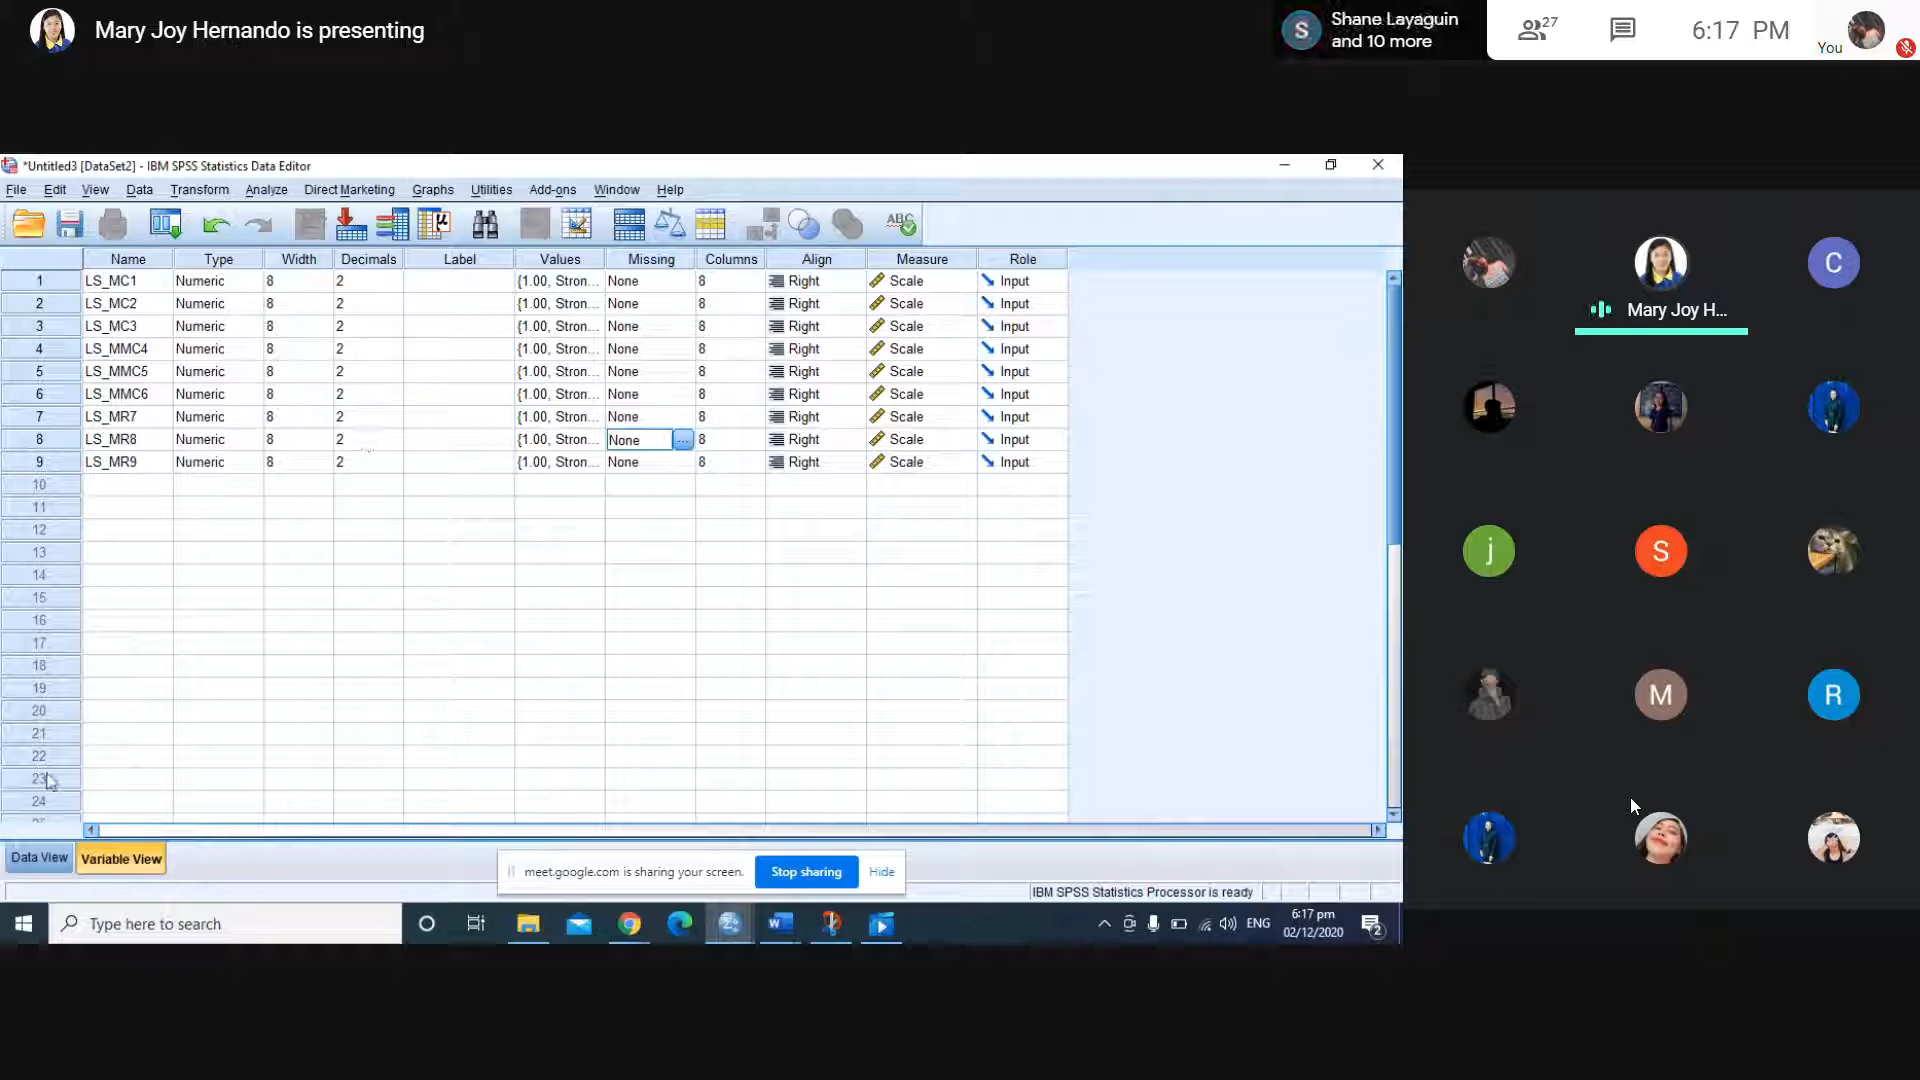 Mary Joy Hernando is presenting
Shane Layaguin
and 10 more
27
6:17 PM
You
*Untitled3 [DataSet2] - IBM SPSS Statistics Data Editor
File Edit View Data Transform Analyze Direct Marketing Graphs Utilities Add-ons Window Help
Name Type Width Decimals Label Values Missing Columns Align Measure Role
1 LS_MC1 Numeric 8 2 {1.00, Stron... None 8 Right Scale Input
2 LS_MC2 Numeric 8 2 {1.00, Stron... None 8 Right Scale Input
3 LS_MC3 Numeric 8 2 {1.00, Stron... None 8 Right Scale Input
4 LS_MMC4 Numeric 8 2 {1.00, Stron... None 8 Right Scale Input
5 LS_MMC5 Numeric 8 2 {1.00, Stron... None 8 Right Scale Input
6 LS_MMC6 Numeric 8 2 {1.00, Stron... None 8 Right Scale Input
7 LS_MR7 Numeric 8 2 {1.00, Stron... None 8 Right Scale Input
8 LS_MR8 Numeric 8 2 {1.00, Stron... None ... 8 Right Scale Input
9 LS_MR9 Numeric 8 2 {1.00, Stron... None 8 Right Scale Input
10
11
12
13
14
15
16
17
18
19
20
21
22
23
24
Data View Variable View
meet.google.com is sharing your screen. Stop sharing Hide
IBM SPSS Statistics Processor is ready
Type here to search
ENG
6:17 pm
02/12/2020
2
S
C
Mary Joy H...
j
S
M
R
ABC